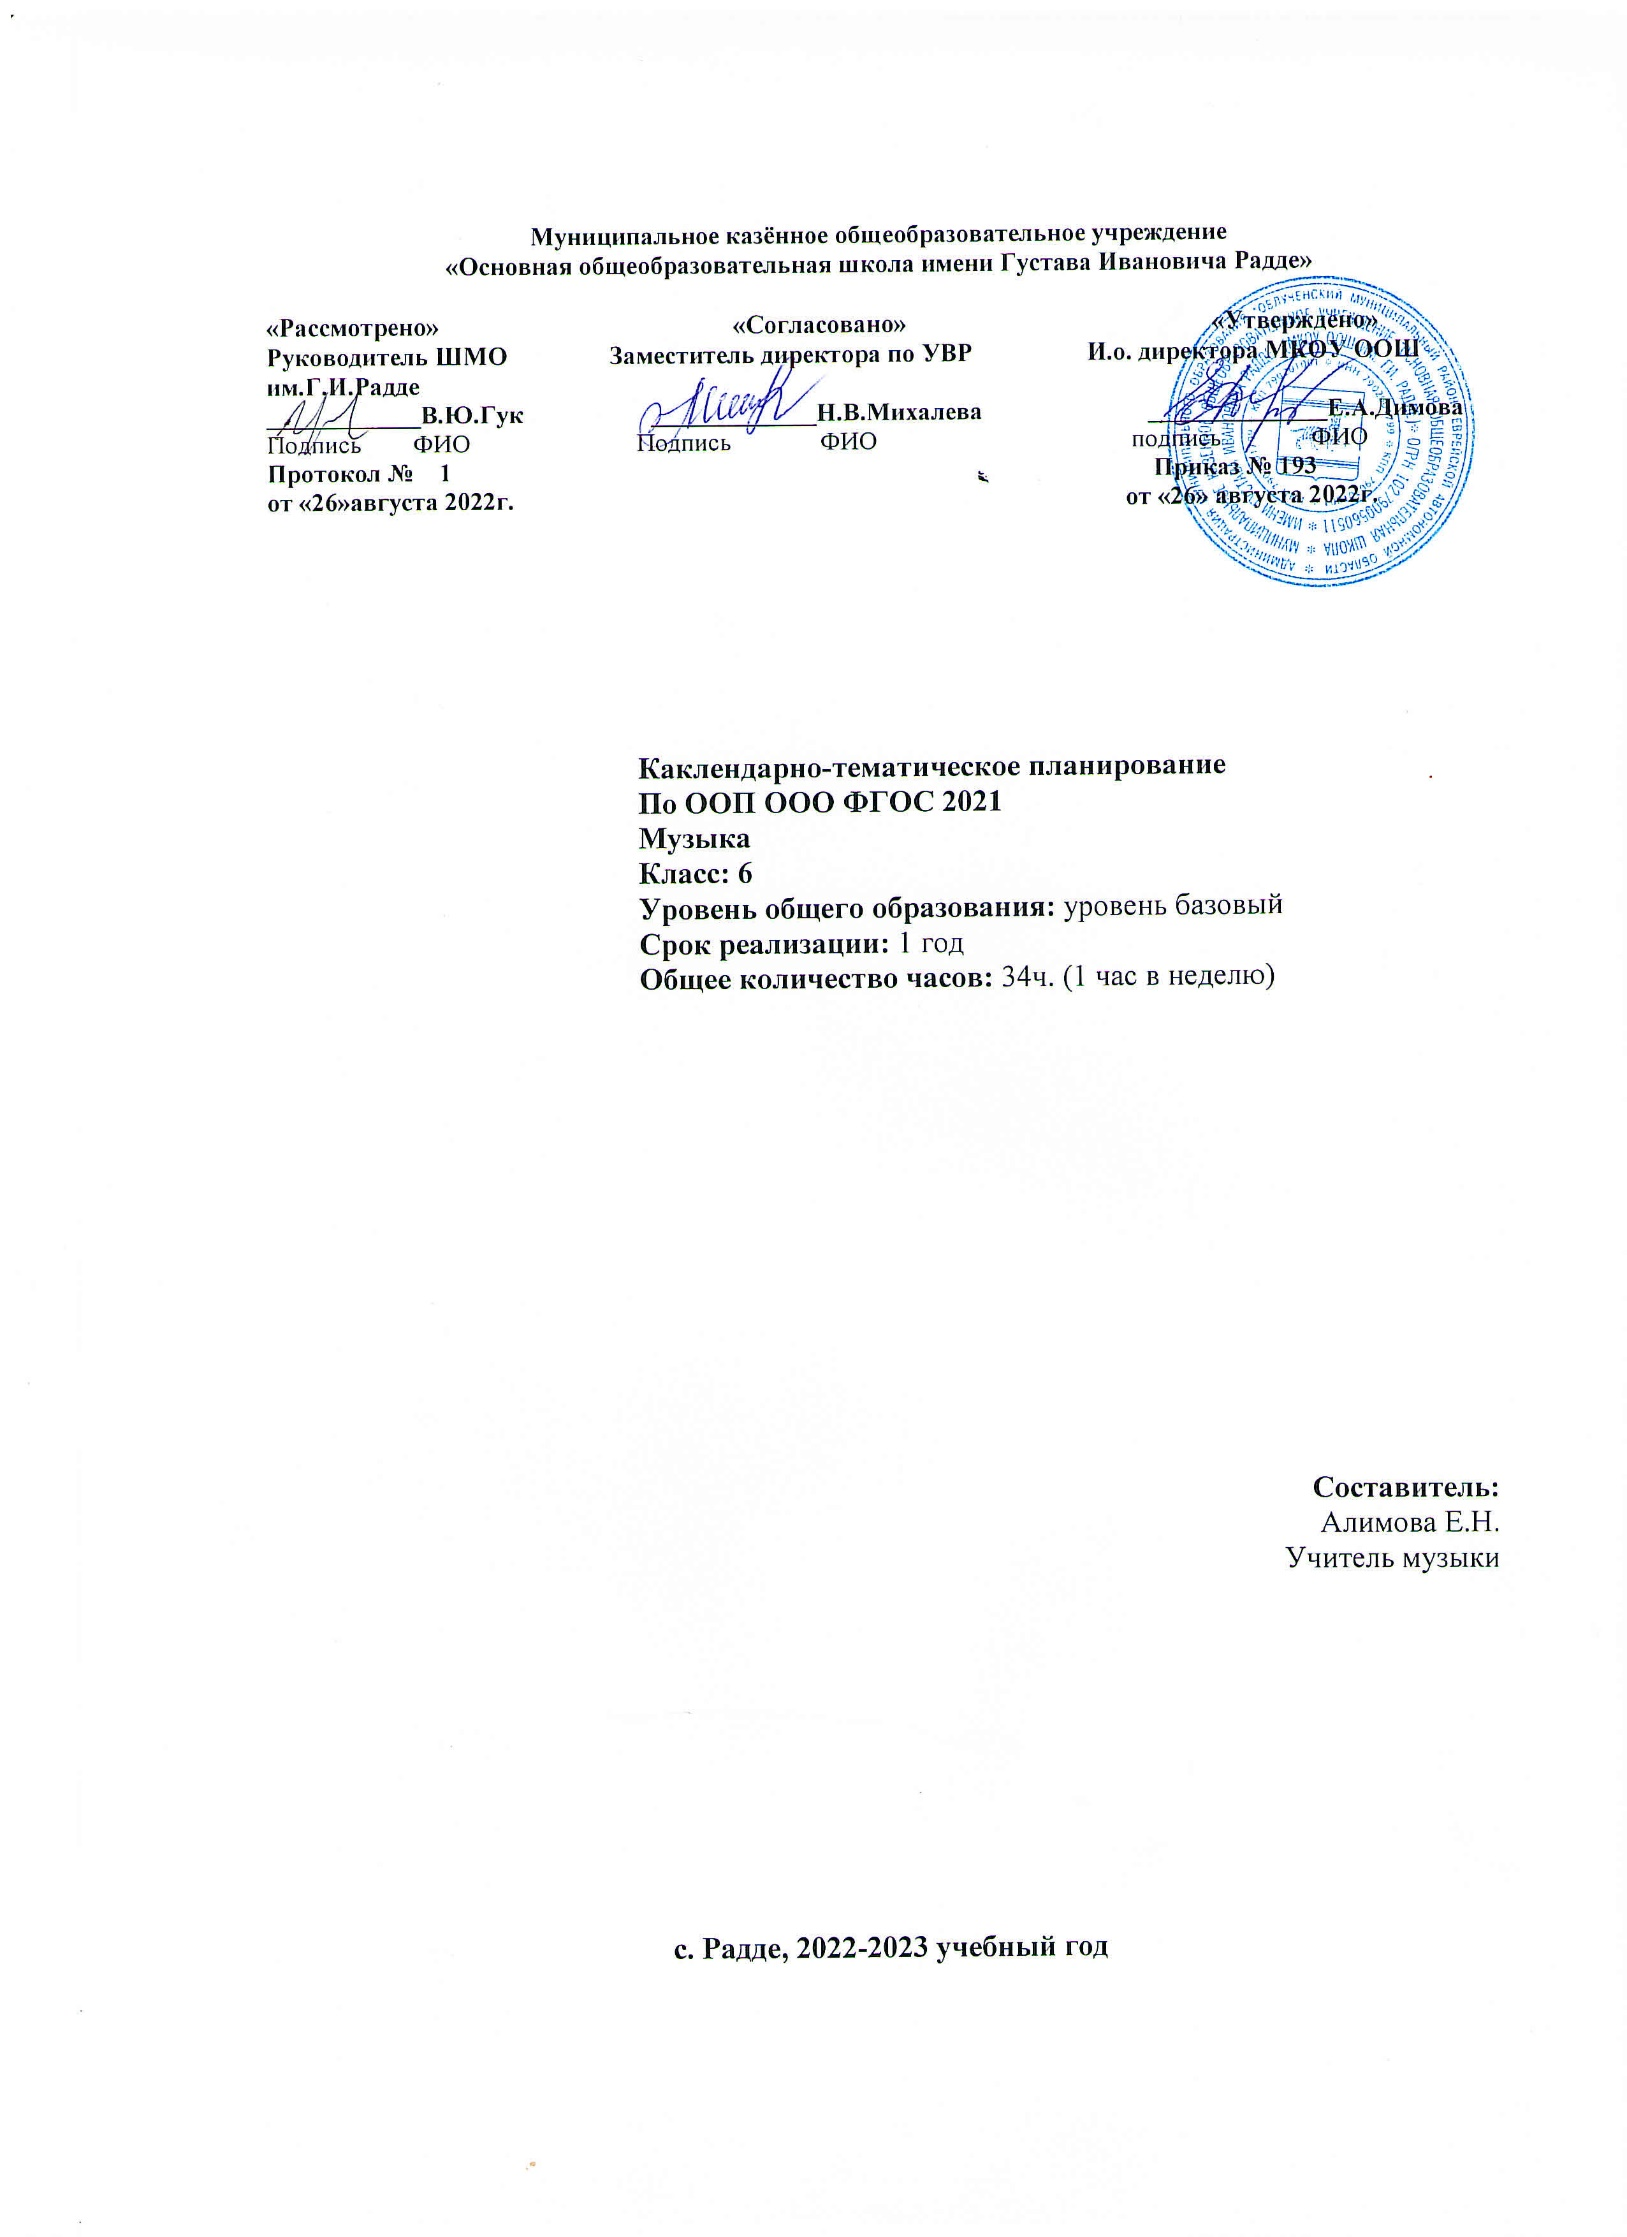 Муниципальное казённое общеобразовательное учреждение
«Основная общеобразовательная школа имени Густава Ивановича Радде»
«Рассмотрено»
Руководитель ШМО
им.Г.И.Радде
____________В.Ю.Гук
Подпись ФИО
Протокол № 1
от «26»августа 2022г.
«Согласовано»
Заместитель директора по УВР
_____________Н.В.Михалева
Подпись ФИО
«Утверждено»
И.о. директора МКОУ ООШ
______________Е.А.Димова
подпись ФИО
Приказ № 193
от «26» августа 2022г.
Каклендарно-тематическое планирование
По ООП ООО ФГОС 2021
Музыка
Класс: 6
Уровень общего образования: уровень базовый
Срок реализации: 1 год
Общее количество часов: 34ч. (1 час в неделю)
Составитель:
Алимова Е.Н.
Учитель музыки
с. Радде, 2022-2023 учебный год